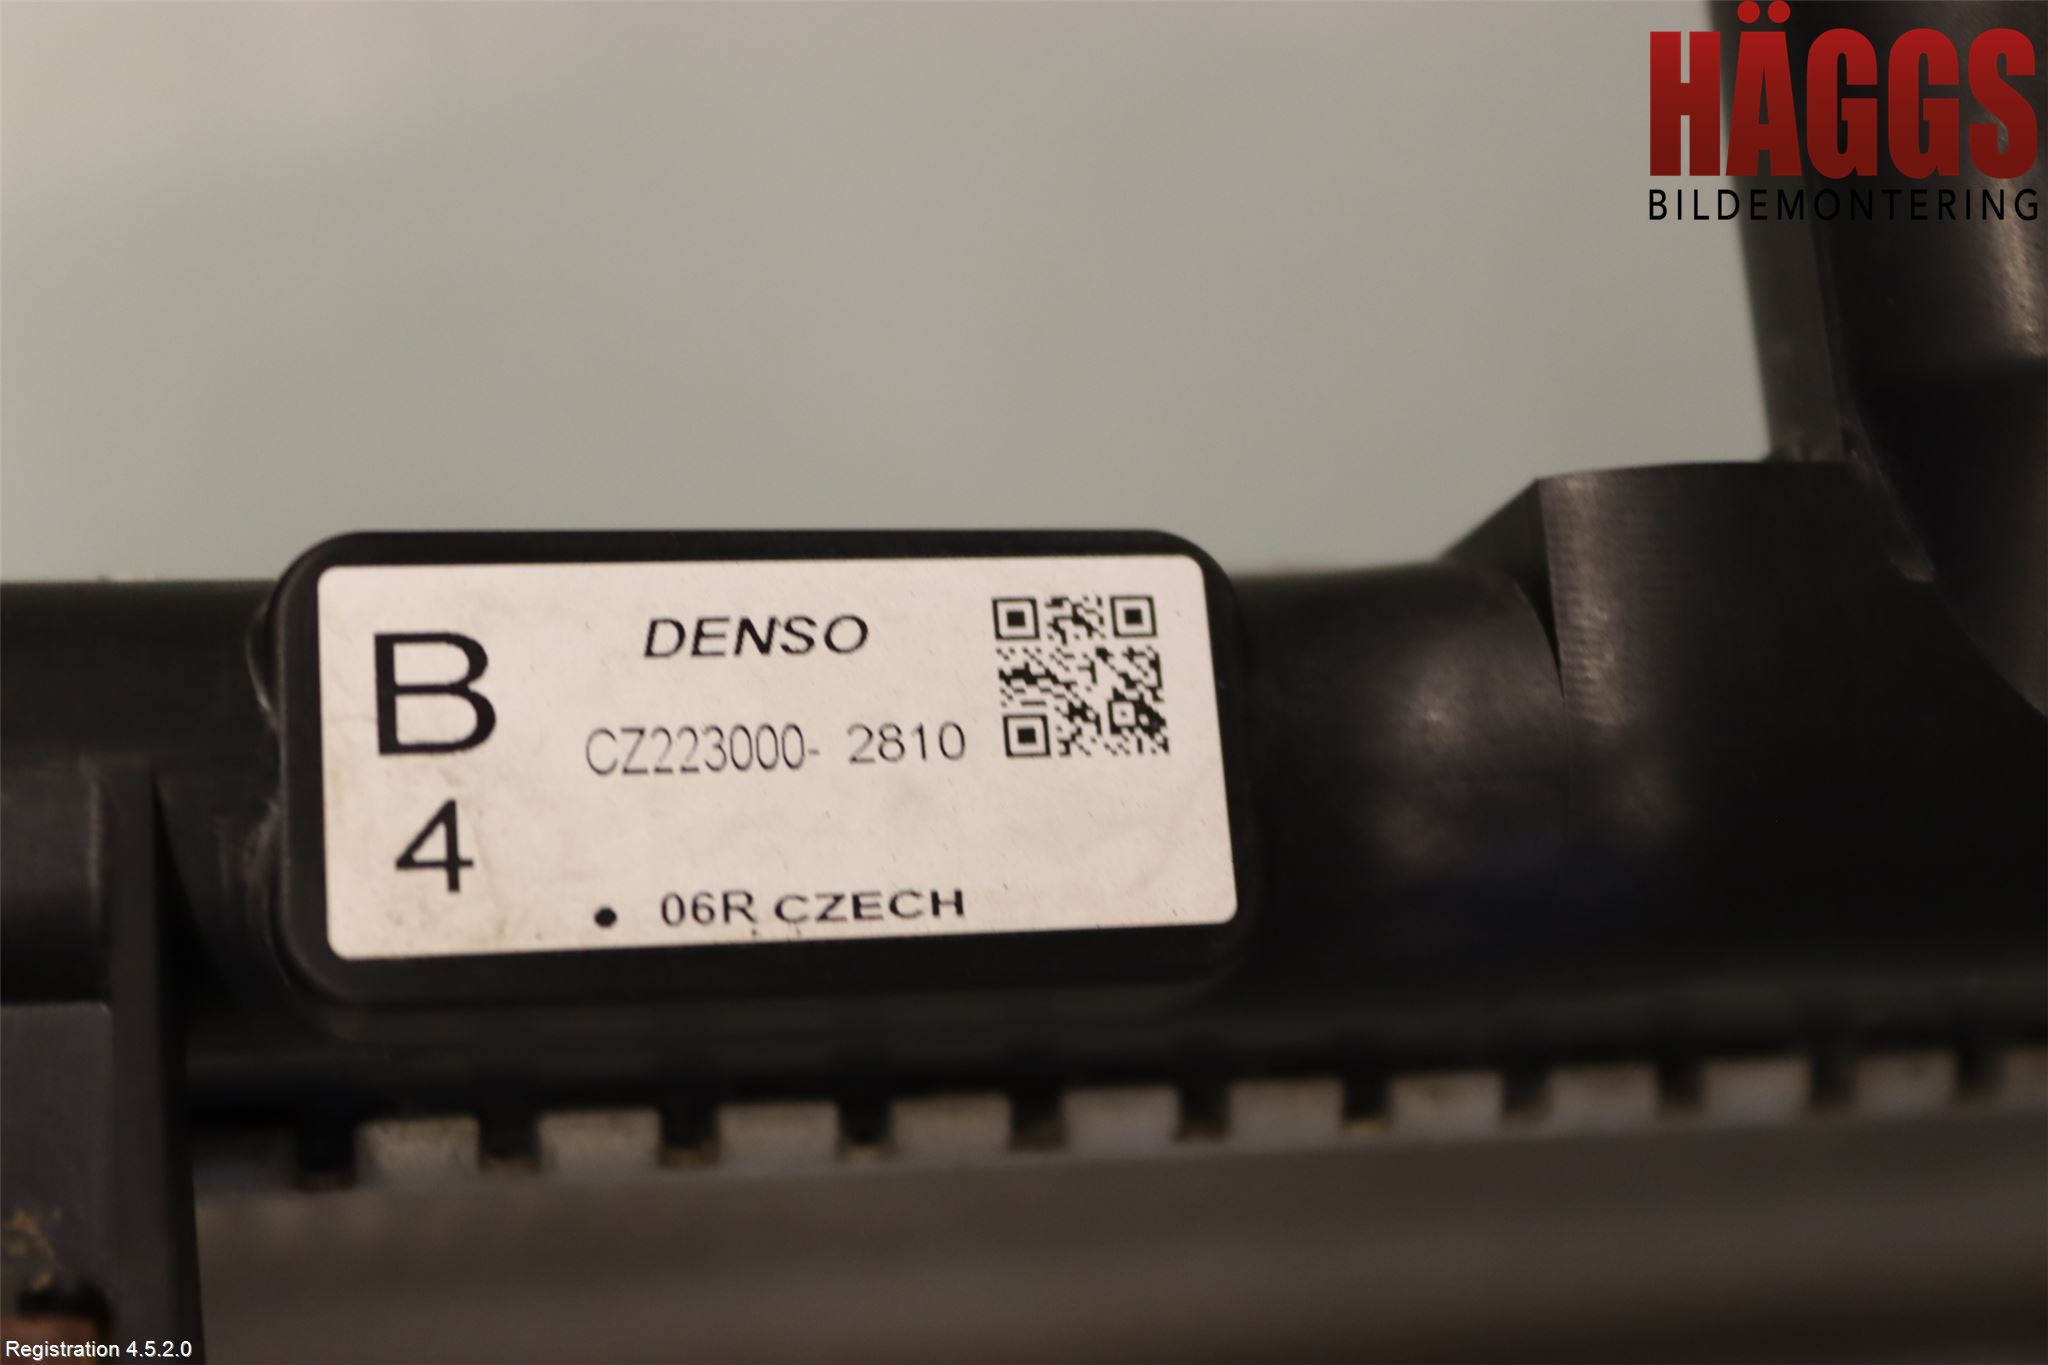 HÄGGS
BILDEMONTERING
B
4
DENSO
CZ223000- 2810
• 06R CZECH
Registration 4.5.2.0